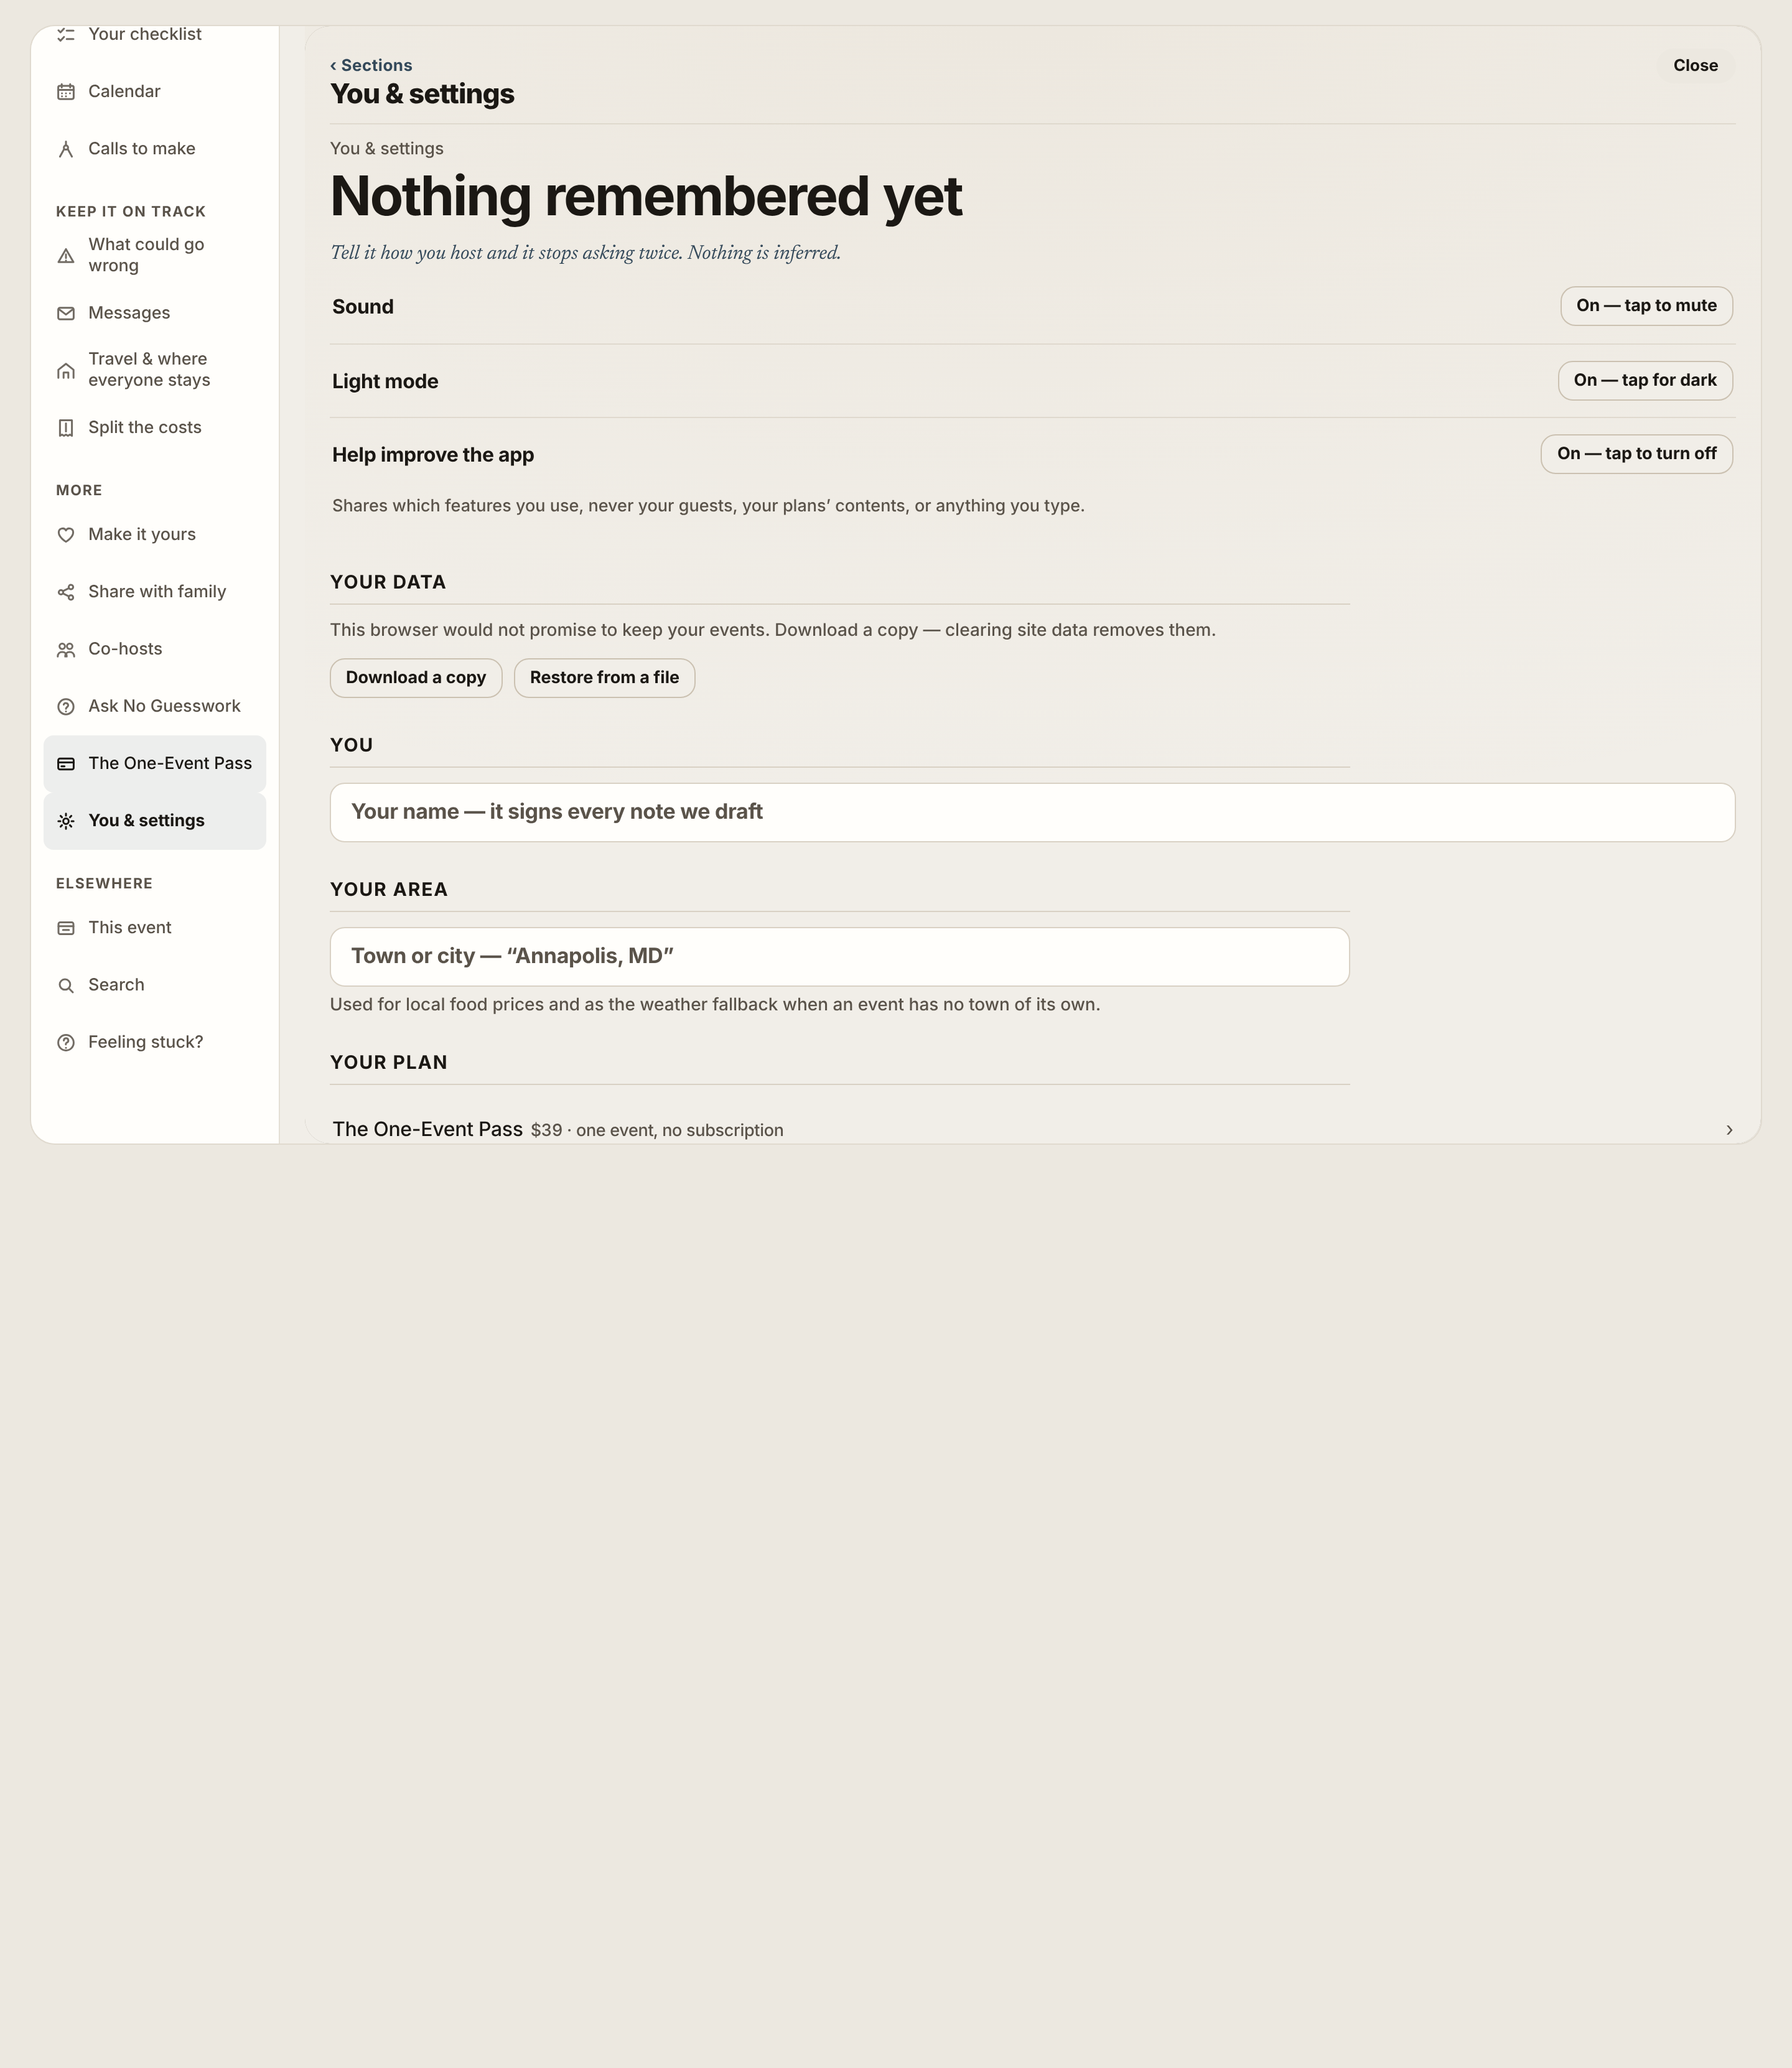 Your checklist
Calendar
Calls to make
KEEP IT ON TRACK
What could go
wrong
Messages
Travel & where
everyone stays
Split the costs
MORE
Make it yours
Share with family
Co-hosts
Ask No Guesswork
The One-Event Pass
You & settings
ELSEWHERE
This event
Search
Feeling stuck?
‹ Sections
Close
You & settings
You & settings
Nothing remembered yet
Tell it how you host and it stops asking twice. Nothing is inferred.
Sound
On — tap to mute
Light mode
On — tap for dark
Help improve the app
On — tap to turn off
Shares which features you use, never your guests, your plans’ contents, or anything you type.
YOUR DATA
This browser would not promise to keep your events. Download a copy — clearing site data removes them.
Download a copy
Restore from a file
YOU
Your name — it signs every note we draft
YOUR AREA
Town or city — “Annapolis, MD”
Used for local food prices and as the weather fallback when an event has no town of its own.
YOUR PLAN
The One-Event Pass $39 · one event, no subscription ›